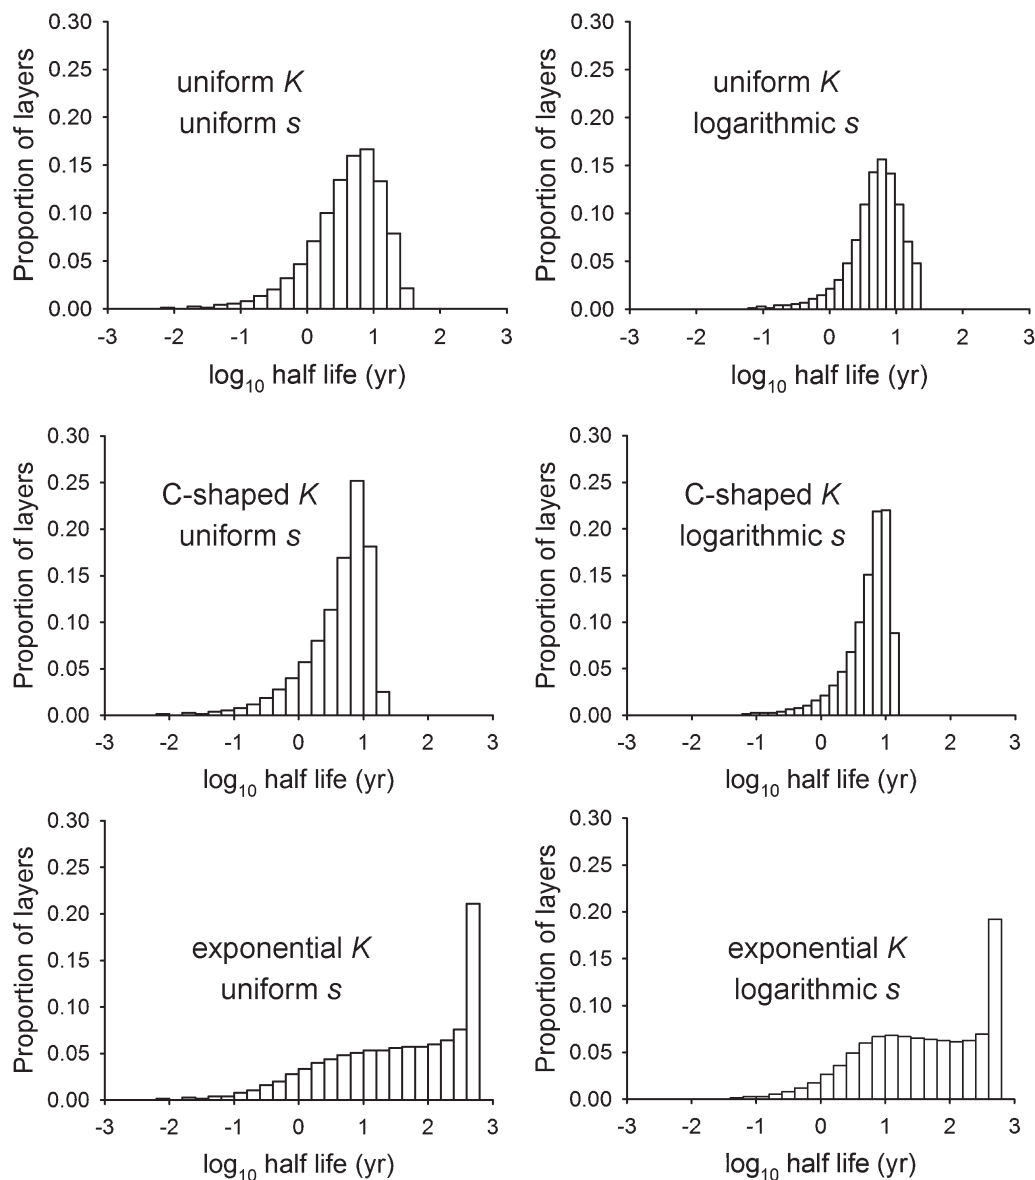 0.30
0.25
0.20
0.15
0.10
0.05
0.00
Proportion of layers
uniform K
uniform s
-3 -2 -1 0 1 2 3
log10 half life (yr)
0.30
0.25
0.20
0.15
0.10
0.05
0.00
Proportion of layers
uniform K
logarithmic s
-3 -2 -1 0 1 2 3
log10 half life (yr)
0.30
0.25
0.20
0.15
0.10
0.05
0.00
Proportion of layers
C-shaped K
uniform s
-3 -2 -1 0 1 2 3
log10 half life (yr)
0.30
0.25
0.20
0.15
0.10
0.05
0.00
Proportion of layers
C-shaped K
logarithmic s
-3 -2 -1 0 1 2 3
log10 half life (yr)
0.30
0.25
0.20
0.15
0.10
0.05
0.00
Proportion of layers
exponential K
uniform s
-3 -2 -1 0 1 2 3
log10 half life (yr)
0.30
0.25
0.20
0.15
0.10
0.05
0.00
Proportion of layers
exponential K
logarithmic s
-3 -2 -1 0 1 2 3
log10 half life (yr)